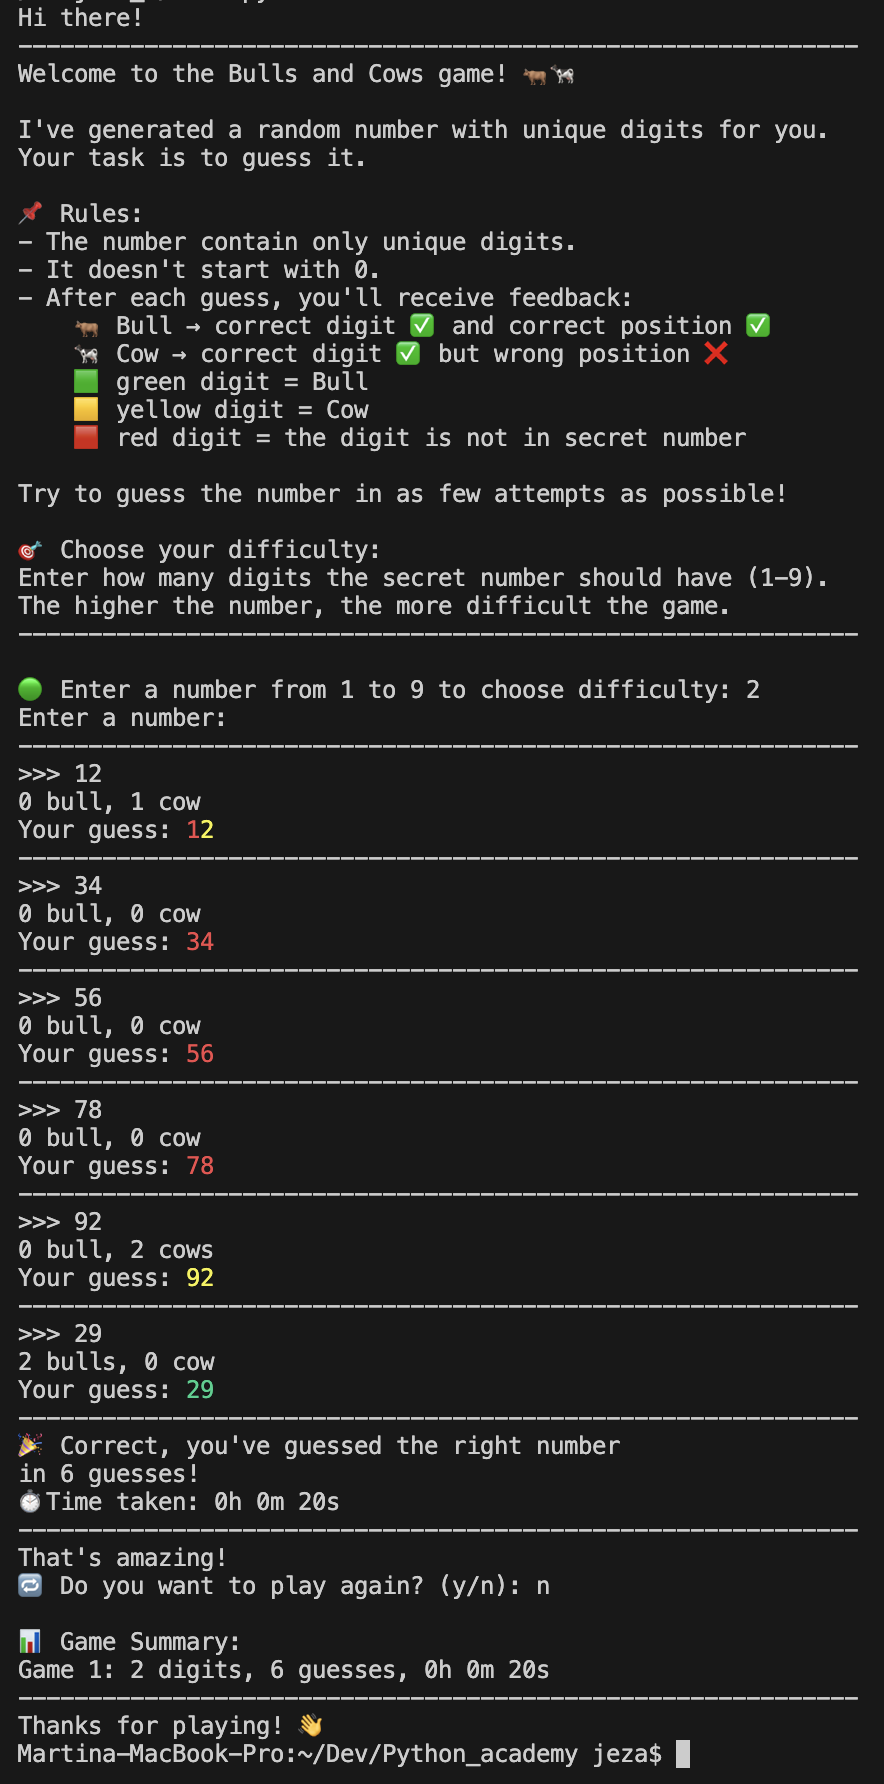 Hi there!
Welcome to the Bulls and Cows game! 🐂🐄
I've generated a random number with unique digits for you.
Your task is to guess it.
📌 Rules:
- The number contain only unique digits.
- It doesn't start with 0.
- After each guess, you'll receive feedback:
🐂 Bull → correct digit ✅ and correct position ✅
🐄 Cow → correct digit ✅ but wrong position ❌
🟩 green digit = Bull
🟨 yellow digit = Cow
🟥 red digit = the digit is not in secret number
Try to guess the number in as few attempts as possible!
🎯 Choose your difficulty:
Enter how many digits the secret number should have (1-9).
The higher the number, the more difficult the game.
🟢 Enter a number from 1 to 9 to choose difficulty: 2
Enter a number:
>>> 12
0 bull, 1 cow
Your guess: 12
>>> 34
0 bull, 0 cow
Your guess: 34
>>> 56
0 bull, 0 cow
Your guess: 56
>>> 78
0 bull, 0 cow
Your guess: 78
>>> 92
0 bull, 2 cows
Your guess: 92
>>> 29
2 bulls, 0 cow
Your guess: 29
🎉 Correct, you've guessed the right number
in 6 guesses!
⏱Time taken: 0h 0m 20s
That's amazing!
🔁 Do you want to play again? (y/n): n
📊 Game Summary:
Game 1: 2 digits, 6 guesses, 0h 0m 20s
Thanks for playing! 👋
Martina-MacBook-Pro:~/Dev/Python_academy jeza$